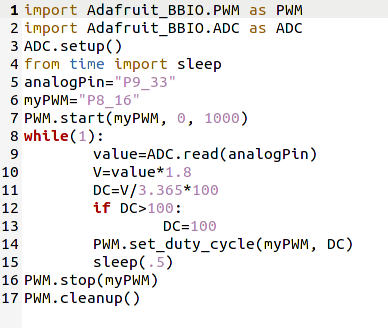 1 import Adafruit_BBIO.PWM as PWM
2 import Adafruit_BBIO.ADC as ADC
3 ADC.setup()
4 from time import sleep
5 analogPin="P9_33"
6 myPWM="P8_16"
7 PWM.start(myPWM, 0, 1000)
8 while(1):
9         value=ADC.read(analogPin)
10         V=value*1.8
11         DC=V/3.365*100
12         if DC>100:
13                 DC=100
14         PWM.set_duty_cycle(myPWM, DC)
15         sleep(.5)
16 PWM.stop(myPWM)
17 PWM.cleanup()